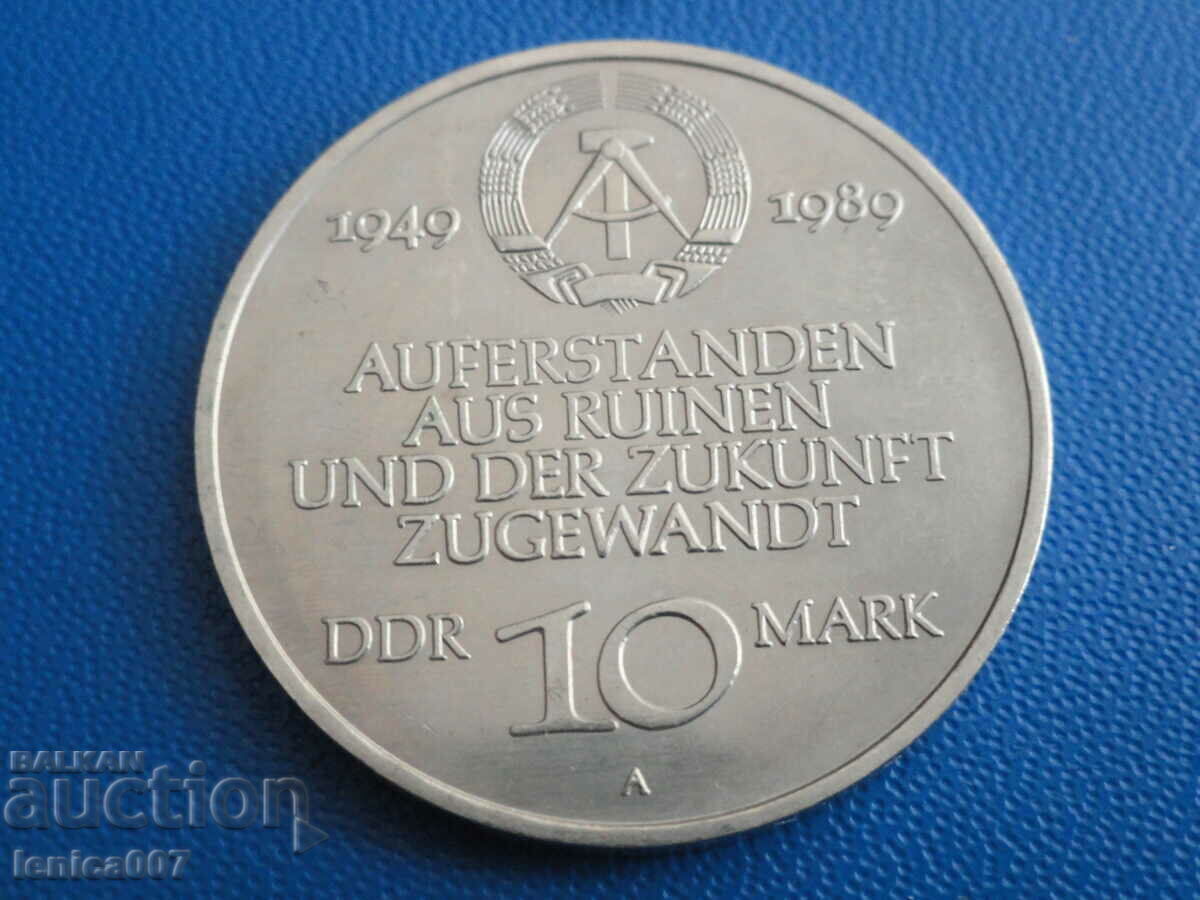 1949 1989
AUFERSTANDEN
AUS RUINEN
UND DER ZUKUNFT
ZUGEWANDT
DDR 10 MARK
A
BALKAN
auction
lenica007